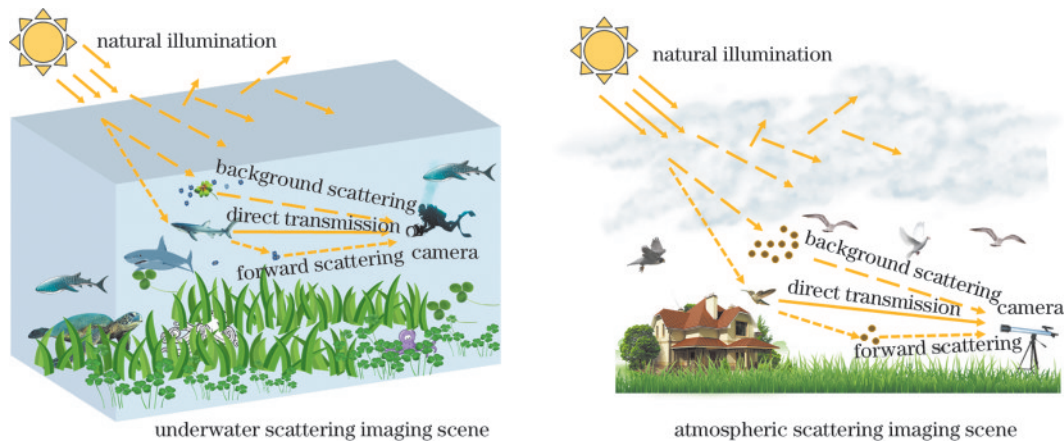 natural illumination
background scattering
direct transmission
forward scattering
camera
underwater scattering imaging scene
natural illumination
background scattering
direct transmission
camera
forward scattering
atmospheric scattering imaging scene